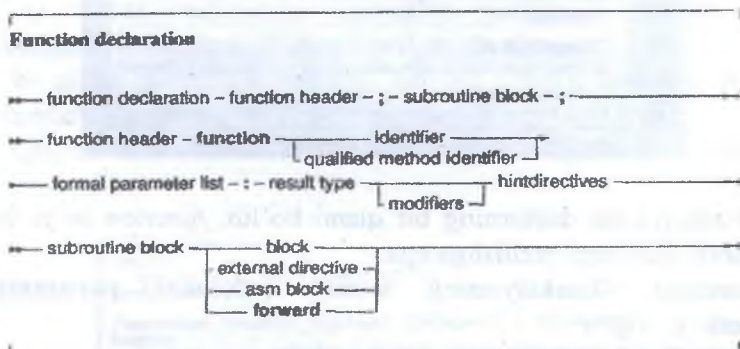 Function declaration
function declaration – function header – ; – subroutine block – ;
function header – function identifier
qualified method identifier
formal parameter list – : – result type hintdirectives
modifiers
subroutine block block
external directive
asm block
forward